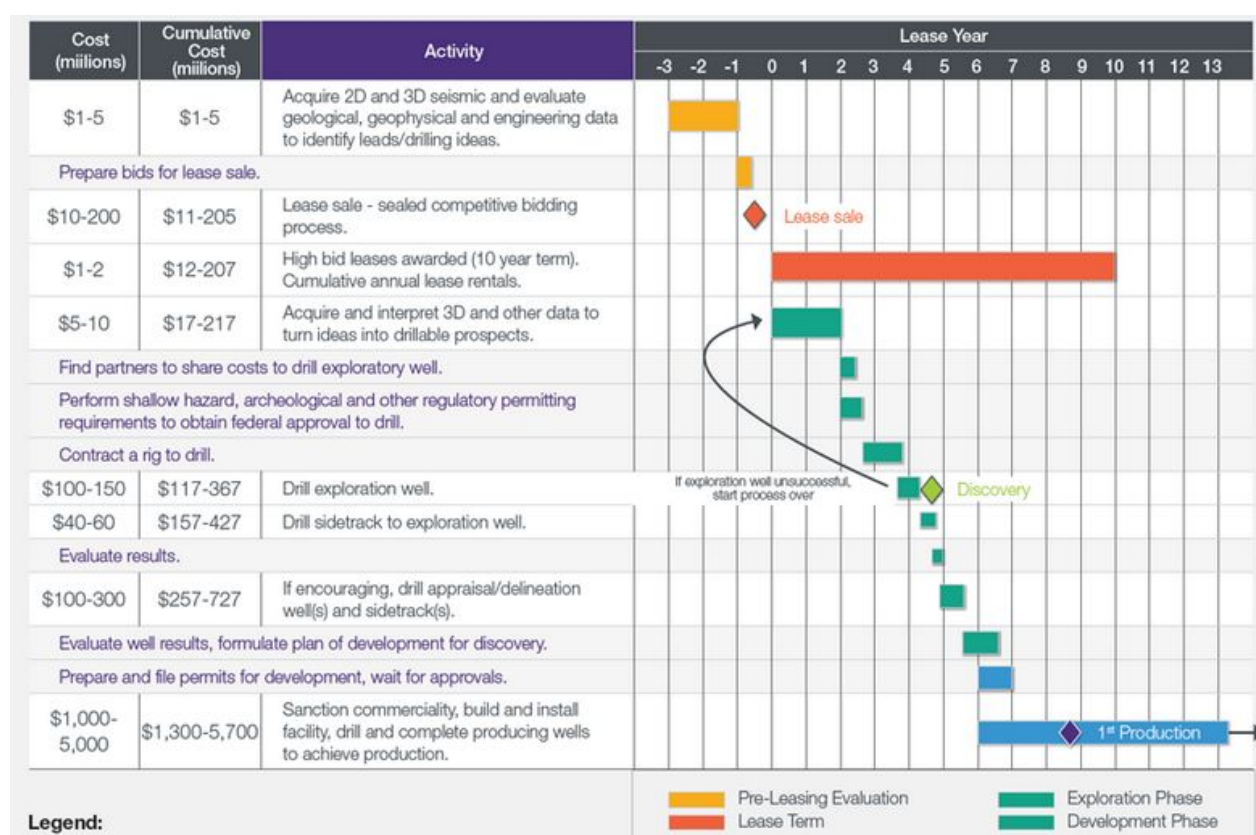 Cost
(miilions)
Cumulative
Cost
(miilions)
Activity
Lease Year
-3 -2 -1 0 1 2 3 4 5 6 7 8 9 10 11 12 13
$1-5
$1-5
Acquire 2D and 3D seismic and evaluate
geological, geophysical and engineering data
to identify leads/drilling ideas.
Prepare bids for lease sale.
$10-200
$11-205
Lease sale - sealed competitive bidding
process.
Lease sale
$1-2
$12-207
High bid leases awarded (10 year term).
Cumulative annual lease rentals.
$5-10
$17-217
Acquire and interpret 3D and other data to
turn ideas into drillable prospects.
Find partners to share costs to drill exploratory well.
Perform shallow hazard, archeological and other regulatory permitting
requirements to obtain federal approval to drill.
Contract a rig to drill.
$100-150
$117-367
Drill exploration well.
If exploration well unsuccessful,
start process over
Discovery
$40-60
$157-427
Drill sidetrack to exploration well.
Evaluate results.
$100-300
$257-727
If encouraging, drill appraisal/delineation
well(s) and sidetrack(s).
Evaluate well results, formulate plan of development for discovery.
Prepare and file permits for development, wait for approvals.
$1,000-
5,000
$1,300-5,700
Sanction commerciality, build and install
facility, drill and complete producing wells
to achieve production.
1st Production
Legend:
Pre-Leasing Evaluation
Lease Term
Exploration Phase
Development Phase